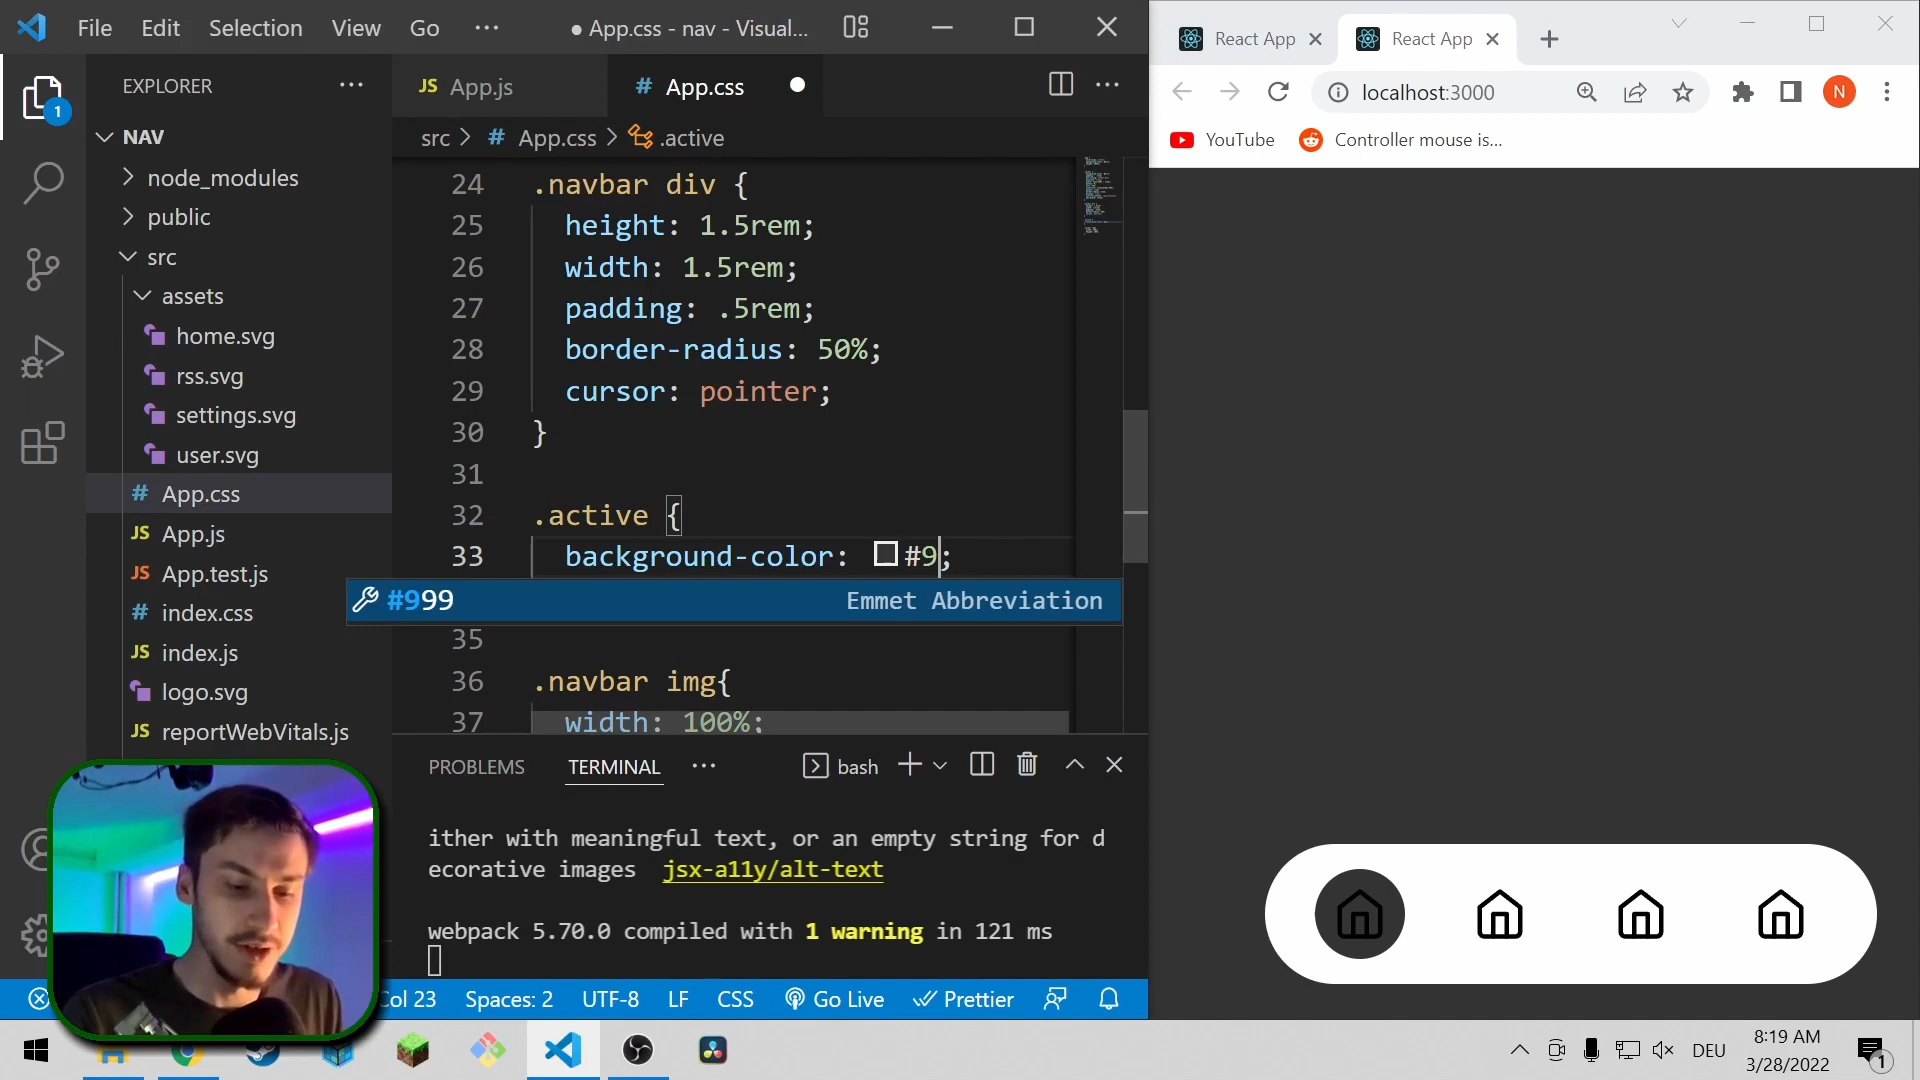 File Edit Selection View Go ··· ● App.css - nav - Visual...
EXPLORER ···
NAV
node_modules
public
src
assets
home.svg
rss.svg
settings.svg
user.svg
# App.css
JS App.js
JS App.test.js
# index.css
JS index.js
logo.svg
JS reportWebVitals.js
1
JS App.js
# App.css
···
src > # App.css > .active
24 .navbar div {
25 height: 1.5rem;
26 width: 1.5rem;
27 padding: .5rem;
28 border-radius: 50%;
29 cursor: pointer;
30 }
31
32 .active {
33 background-color: #9;
#999 Emmet Abbreviation
35
36 .navbar img{
37 width: 100%;
PROBLEMS TERMINAL ··· bash
ither with meaningful text, or an empty string for d
ecorative images jsx-a11y/alt-text
webpack 5.70.0 compiled with 1 warning in 121 ms
Col 23 Spaces: 2 UTF-8 LF CSS Go Live Prettier
React App
React App
localhost:3000
N
YouTube
Controller mouse is...
DEU
8:19 AM
3/28/2022
1